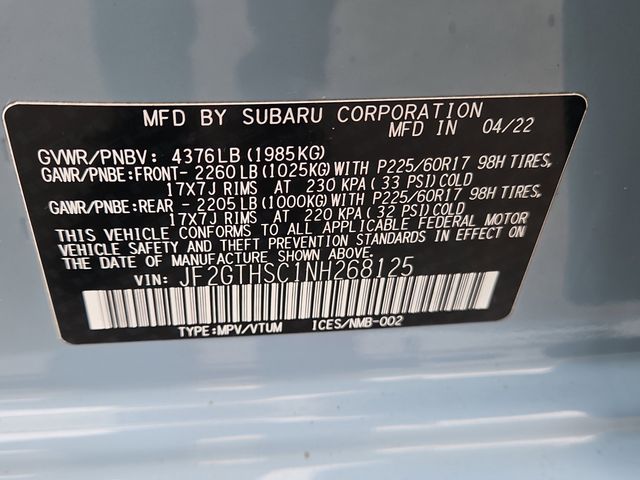 MFD BY SUBARU CORPORATION
MFD IN 04/22
GVWR/PNBV: 4376LB (1985KG)
GAWR/PNBE:FRONT- 2260 LB (1025KG) WITH P225/60R17 98H TIRES,
17x7J RIMS AT 230 KPA (33 PSI) COLD
GAWR/PNBE:REAR - 2205 LB (1000KG) WITH P225/60R17 98H TIRES,
17x7J RIMS AT 220 KPA (32 PSI) COLD
THIS VEHICLE CONFORMS TO ALL APPLICABLE FEDERAL MOTOR
VEHICLE SAFETY AND THEFT PREVENTION STANDARDS IN EFFECT ON
THE DATE OF MANUFACTURE SHOWN ABOVE.
VIN: JF2GTHSC1NH268125
TYPE:MPV/VTUM ICES/NMB-002